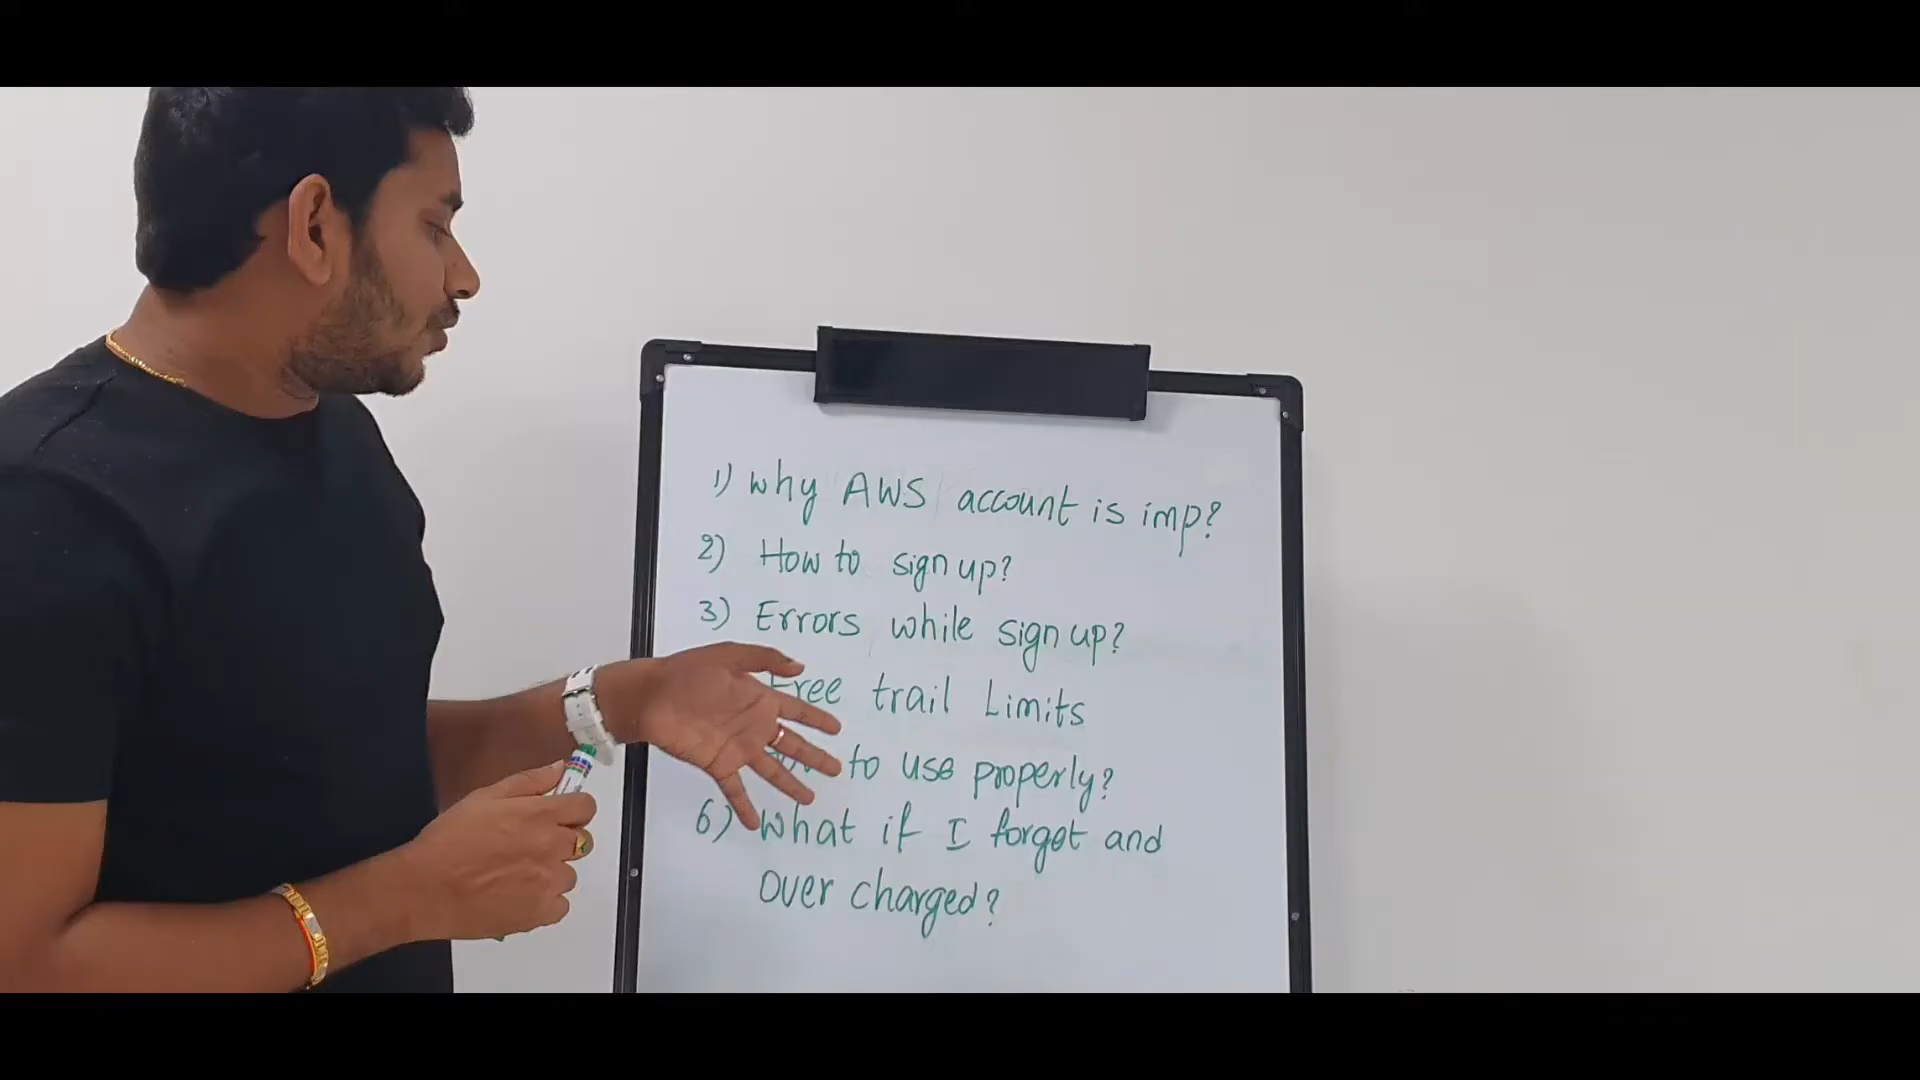 1) why AWS account is imp?
2) How to sign up?
3) Errors while sign up?
Free trail Limits
to use properly?
6) What if I forgot and
over charged?